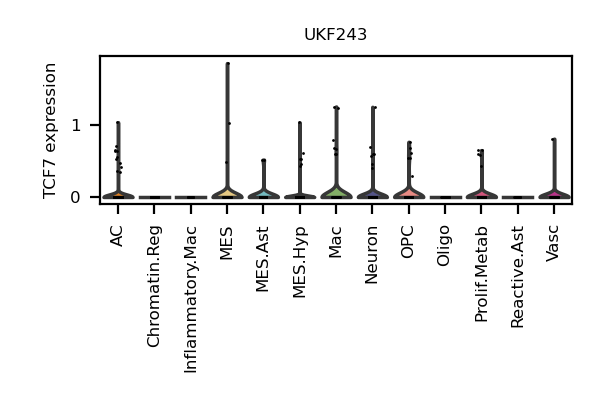 UKF243
TCF7 expression
1
0
AC
Chromatin.Reg
Inflammatory.Mac
MES
MES.Ast
MES.Hyp
Mac
Neuron
OPC
Oligo
Prolif.Metab
Reactive.Ast
Vasc